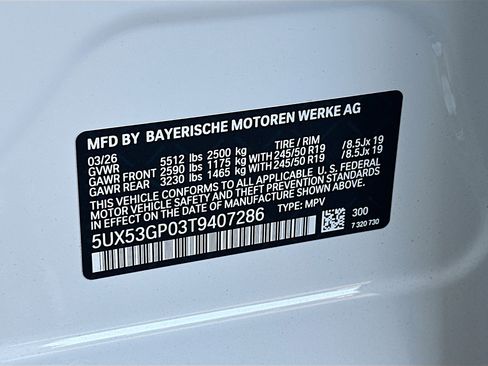 MFD BY BAYERISCHE MOTOREN WERKE AG
03/26 TIRE / RIM
GVWR 5512 lbs 2500 kg
GAWR FRONT 2590 lbs 1175 kg WITH 245/50 R19 / 8.5Jx 19
GAWR REAR 3230 lbs 1465 kg WITH 245/50 R19 / 8.5Jx 19
THIS VEHICLE CONFORMS TO ALL APPLICABLE U. S. FEDERAL
MOTOR VEHICLE SAFETY AND THEFT PREVENTION STANDARDS
IN EFFECT ON THE DATE OF MANUFACTURE SHOWN ABOVE.
5UX53GP03T9407286 TYPE: MPV
300
7 320 730